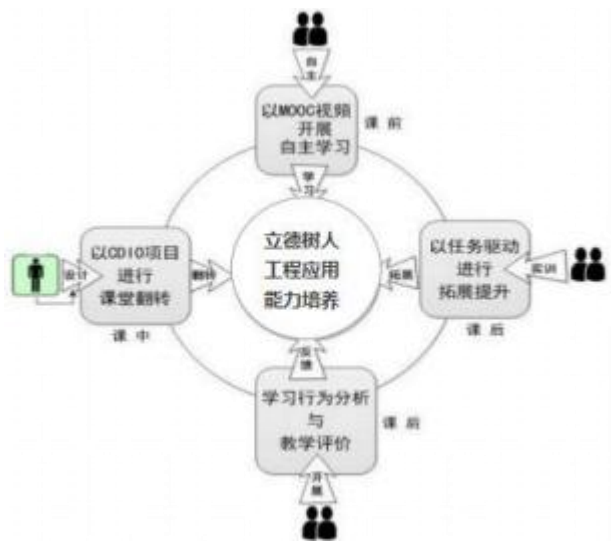 自主
以MOOC视频
开展
自主学习
课 前
学习
设计
以CDIO项目
进行
课堂翻转
翻转
课 中
立德树人
工程应用
能力培养
拓展
以任务驱动
进行
拓展提升
实训
课 后
反馈
学习行为分析
与
教学评价
课 前
开展